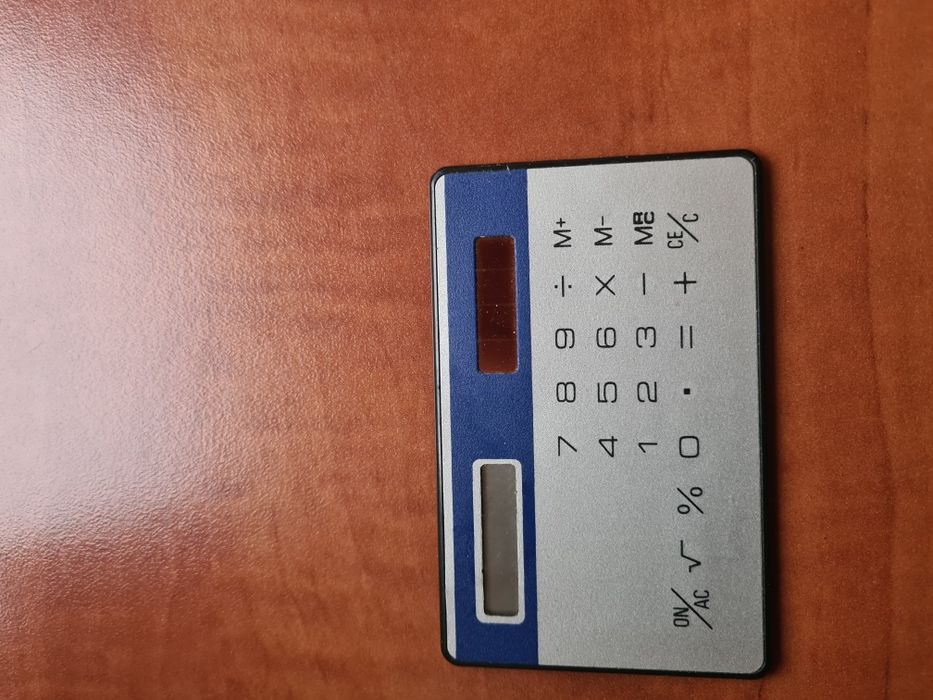 7 8 9 ÷ M+
4 5 6 × M-
1 2 3 − MRC
ON/AC √ % 0 . = + CE/C